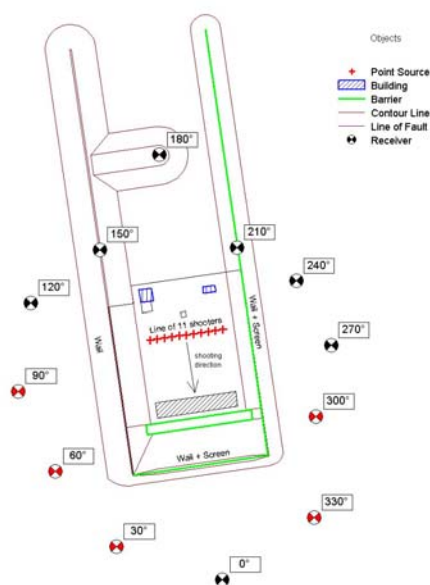 Objects
Point Source
Building
Barrier
Contour Line
Line of Fault
Receiver
180°
150°
210°
240°
120°
270°
Line of 11 shooters
Wall
Wall + Screen
shooting
direction
90°
300°
60°
Wall + Screen
330°
30°
0°